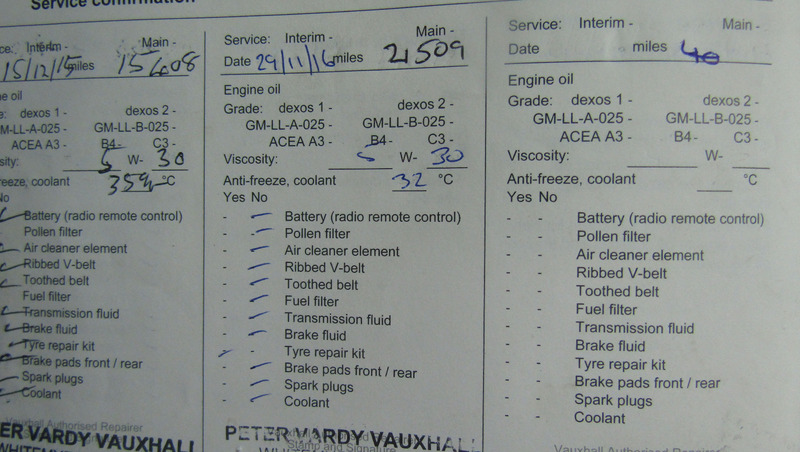 Service confirmation
ce: Interim - Main -
15/12/15 miles 15608
e oil
e: dexos 1 - dexos 2 -
M-LL-A-025 - GM-LL-B-025 -
ACEA A3 - B4- C3 -
sity: 5 W- 30
eeze, coolant 35% °C
No
Battery (radio remote control)
Pollen filter
Air cleaner element
Ribbed V-belt
Toothed belt
Fuel filter
Transmission fluid
Brake fluid
Tyre repair kit
Brake pads front / rear
Spark plugs
Coolant
Vauxhall Authorised Repairer
ER VARDY VAUXHALL
Service: Interim - Main -
Date 29/11/16 miles 21509
Engine oil
Grade: dexos 1 - dexos 2 -
GM-LL-A-025 - GM-LL-B-025 -
ACEA A3 - B4- C3 -
Viscosity: 5 W- 30
Anti-freeze, coolant 32 °C
Yes No
- Battery (radio remote control)
- - Pollen filter
- Air cleaner element
- Ribbed V-belt
- Toothed belt
- Fuel filter
- Transmission fluid
- Brake fluid
- Tyre repair kit
- Brake pads front / rear
- Spark plugs
- Coolant
PETER VARDY VAUXHALL
Stamp and Signature
Service: Interim - Main -
Date miles 40
Engine oil
Grade: dexos 1 - dexos 2 -
GM-LL-A-025 - GM-LL-B-025 -
ACEA A3 - B4 - C3 -
Viscosity: W-
Anti-freeze, coolant °C
Yes No
- - Battery (radio remote control)
- - Pollen filter
- - Air cleaner element
- - Ribbed V-belt
- - Toothed belt
- - Fuel filter
- - Transmission fluid
- - Brake fluid
- - Tyre repair kit
- - Brake pads front / rear
- - Spark plugs
- - Coolant
Vauxhall Authorised Repairer